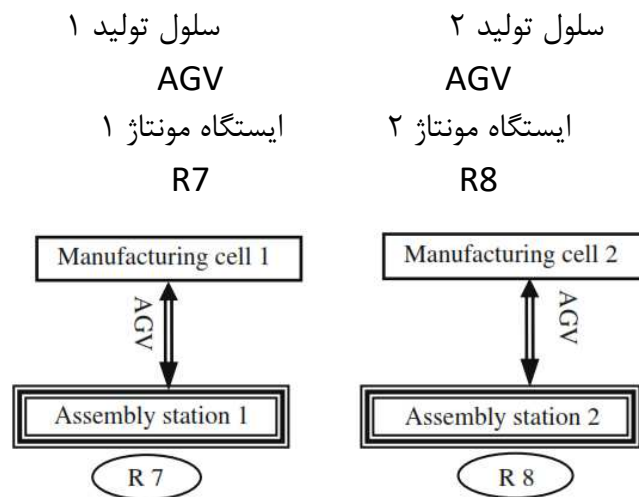 سلول تولید ۱
سلول تولید ۲
AGV
AGV
ایستگاه مونتاژ ۱
ایستگاه مونتاژ ۲
R7
R8
Manufacturing cell 1
Manufacturing cell 2
AGV
AGV
Assembly station 1
Assembly station 2
R 7
R 8